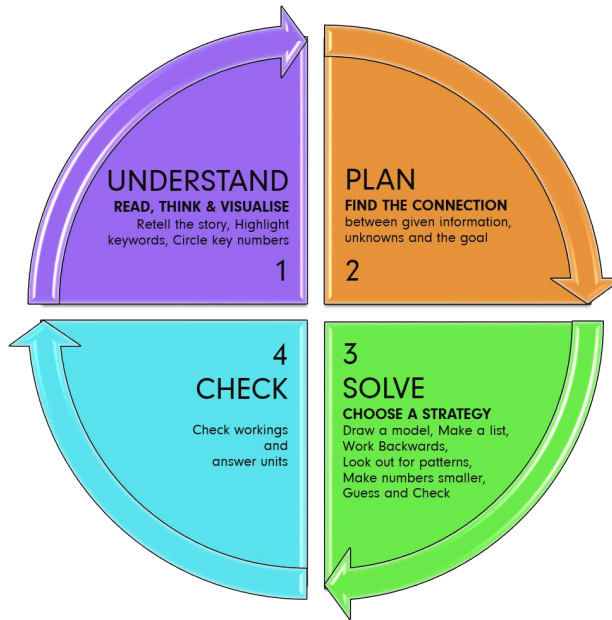 UNDERSTAND
READ, THINK & VISUALISE
Retell the story, Highlight
keywords, Circle key numbers
1
PLAN
FIND THE CONNECTION
between given information,
unknowns and the goal
2
3
SOLVE
CHOOSE A STRATEGY
Draw a model, Make a list,
Work Backwards,
Look out for patterns,
Make numbers smaller,
Guess and Check
4
CHECK
Check workings
and
answer units